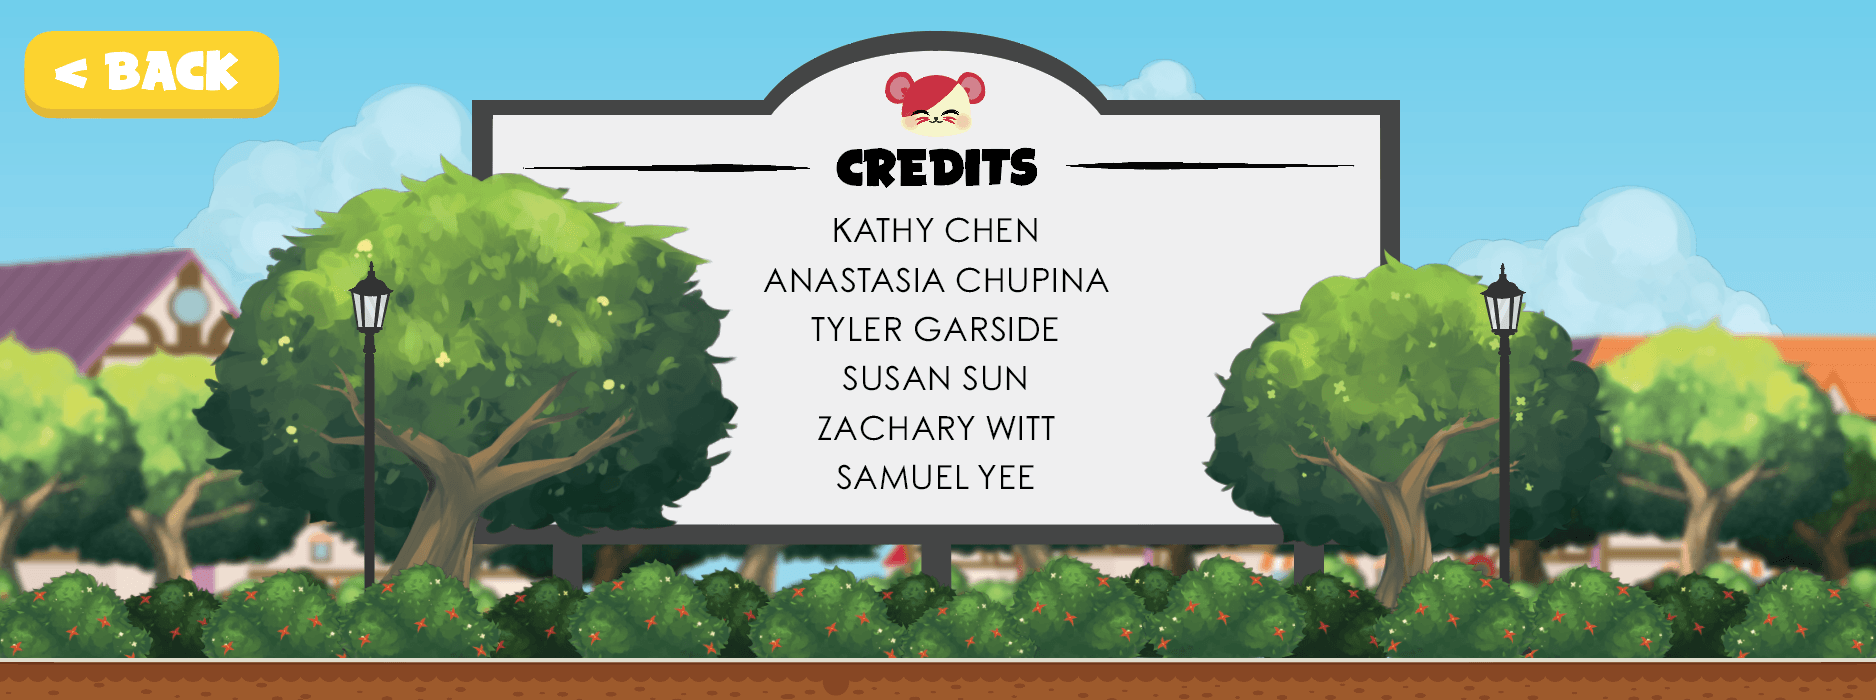 < BACK
CREDITS
KATHY CHEN
ANASTASIA CHUPINA
TYLER GARSIDE
SUSAN SUN
ZACHARY WITT
SAMUEL YEE